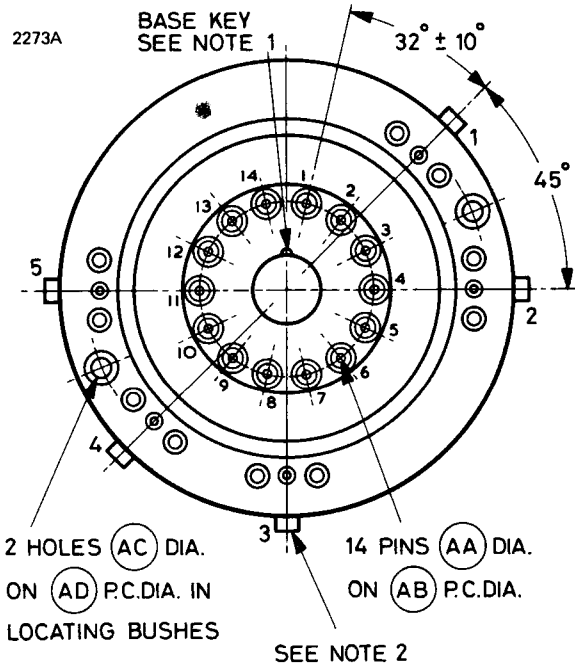 2273A
BASE KEY
SEE NOTE 1
32° ± 10°
45°
1
2
3
4
5
14
1
2
3
4
5
6
7
8
9
10
11
12
13
2 HOLES AC DIA.
ON AD P.C.DIA. IN
LOCATING BUSHES
14 PINS AA DIA.
ON AB P.C.DIA.
SEE NOTE 2